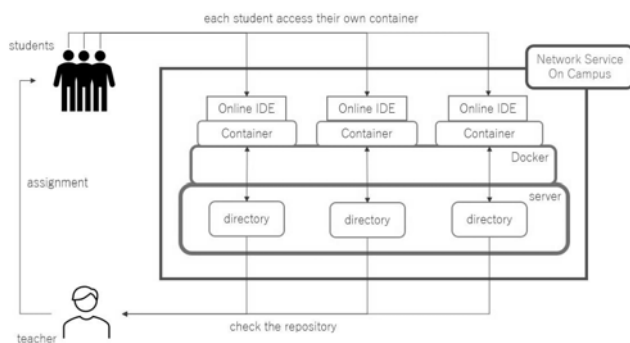 each student access their own container
students
Network Service
On Campus
Online IDE
Online IDE
Online IDE
Container
Container
Container
Docker
assignment
server
directory
directory
directory
check the repository
teacher